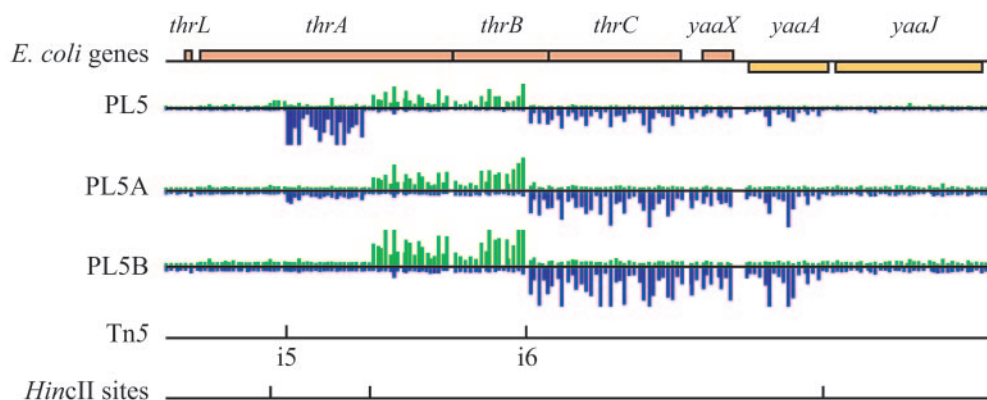 thrL thrA thrB thrC yaaX yaaA yaaJ
E. coli genes
PL5
PL5A
PL5B
Tn5
i5 i6
HincII sites